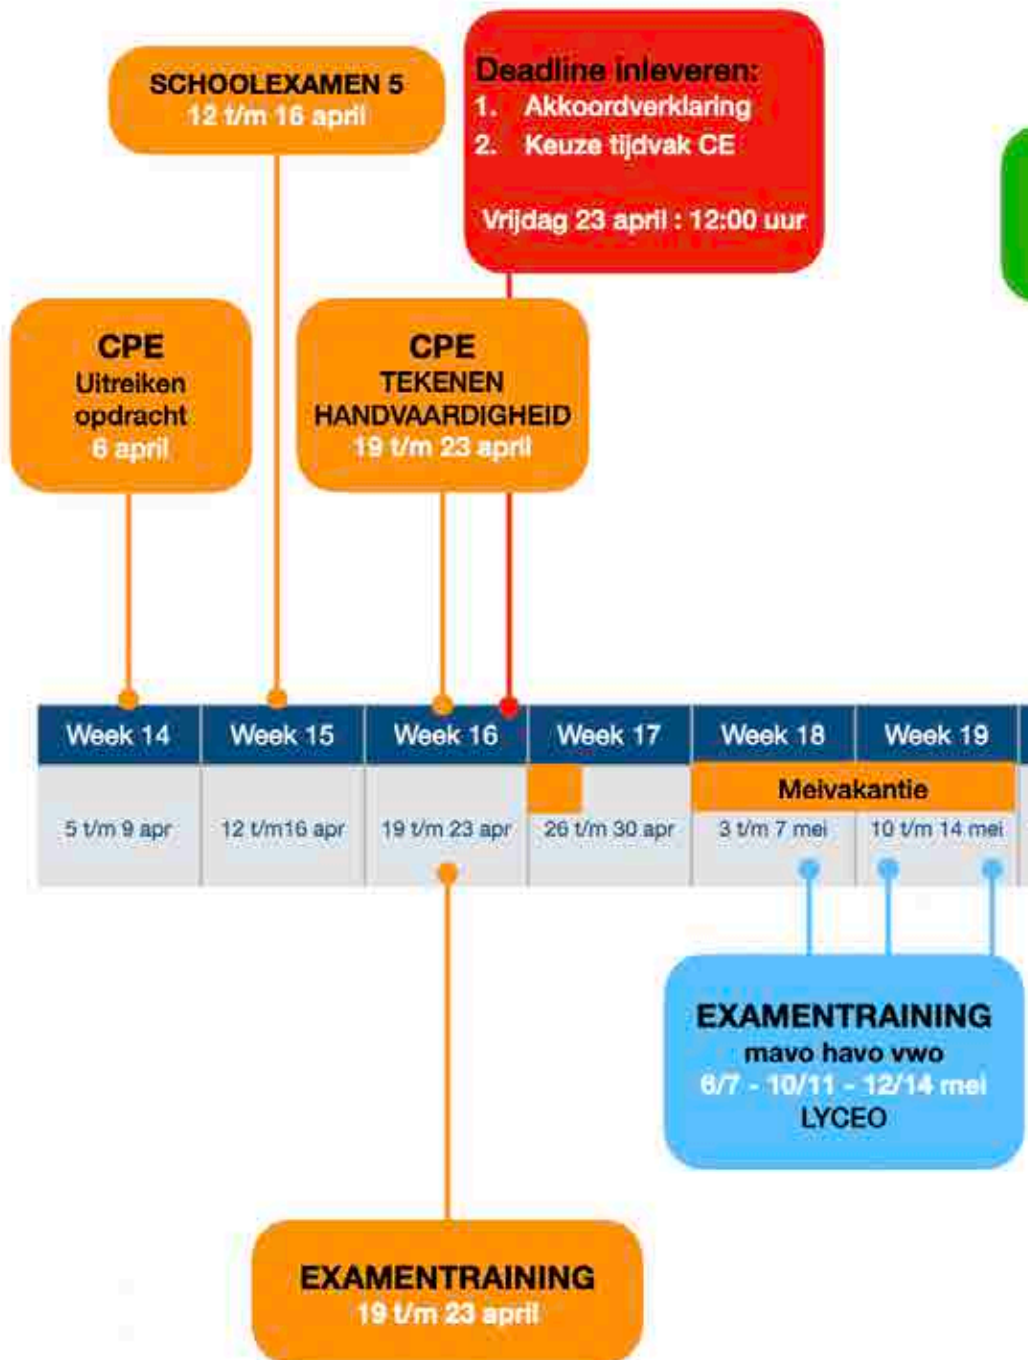 SCHOOLEXAMEN 5
12 t/m 16 april
Deadline inleveren:
1. Akkoordverklaring
2. Keuze tijdvak CE
Vrijdag 23 april : 12:00 uur
CPE
Uitreiken
opdracht
6 april
CPE
TEKENEN
HANDVAARDIGHEID
19 t/m 23 april
Week 14
Week 15
Week 16
Week 17
Week 18
Week 19
Meivakantie
5 t/m 9 apr
12 t/m16 apr
19 t/m 23 apr
26 t/m 30 apr
3 t/m 7 mei
10 t/m 14 mei
EXAMENTRAINING
mavo havo vwo
6/7 - 10/11 - 12/14 mei
LYCEO
EXAMENTRAINING
19 t/m 23 april